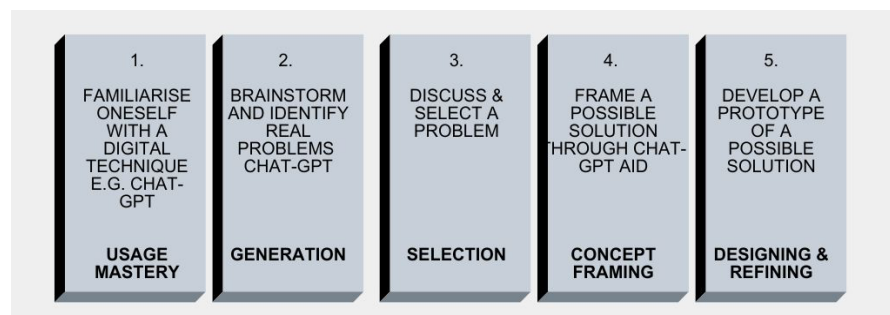 1.
FAMILIARISE
ONESELF
WITH A
DIGITAL
TECHNIQUE
E.G. CHAT-
GPT
USAGE
MASTERY
2.
BRAINSTORM
AND IDENTIFY
REAL
PROBLEMS
CHAT-GPT
GENERATION
3.
DISCUSS &
SELECT A
PROBLEM
SELECTION
4.
FRAME A
POSSIBLE
SOLUTION
THROUGH CHAT-
GPT AID
CONCEPT
FRAMING
5.
DEVELOP A
PROTOTYPE
OF A
POSSIBLE
SOLUTION
DESIGNING &
REFINING